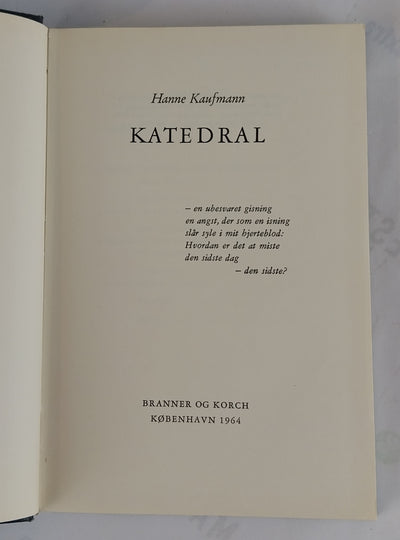 Hanne Kaufmann
KATEDRAL
– en ubesvaret gisning
en angst, der som en isning
slår syle i mit hjerteblod:
Hvordan er det at miste
den sidste dag
– den sidste?
BRANNER OG KORCH
KØBENHAVN 1964